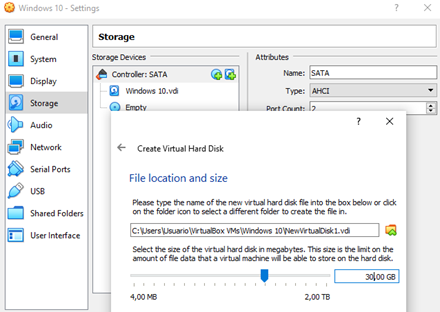 Windows 10 - Settings
General
System
Display
Storage
Audio
Network
Serial Ports
USB
Shared Folders
User Interface
Storage
Storage Devices
Controller: SATA
Windows 10.vdi
Empty
Attributes
Name: SATA
Type: AHCI
Port Count: 2
?
Create Virtual Hard Disk
File location and size
Please type the name of the new virtual hard disk file into the box below or click
on the folder icon to select a different folder to create the file in.
C:\Users\Usuario\VirtualBox VMs\Windows 10\NewVirtualDisk1.vdi
Select the size of the virtual hard disk in megabytes. This size is the limit on the
amount of file data that a virtual machine will be able to store on the hard disk.
30,00 GB
4,00 MB
2,00 TB